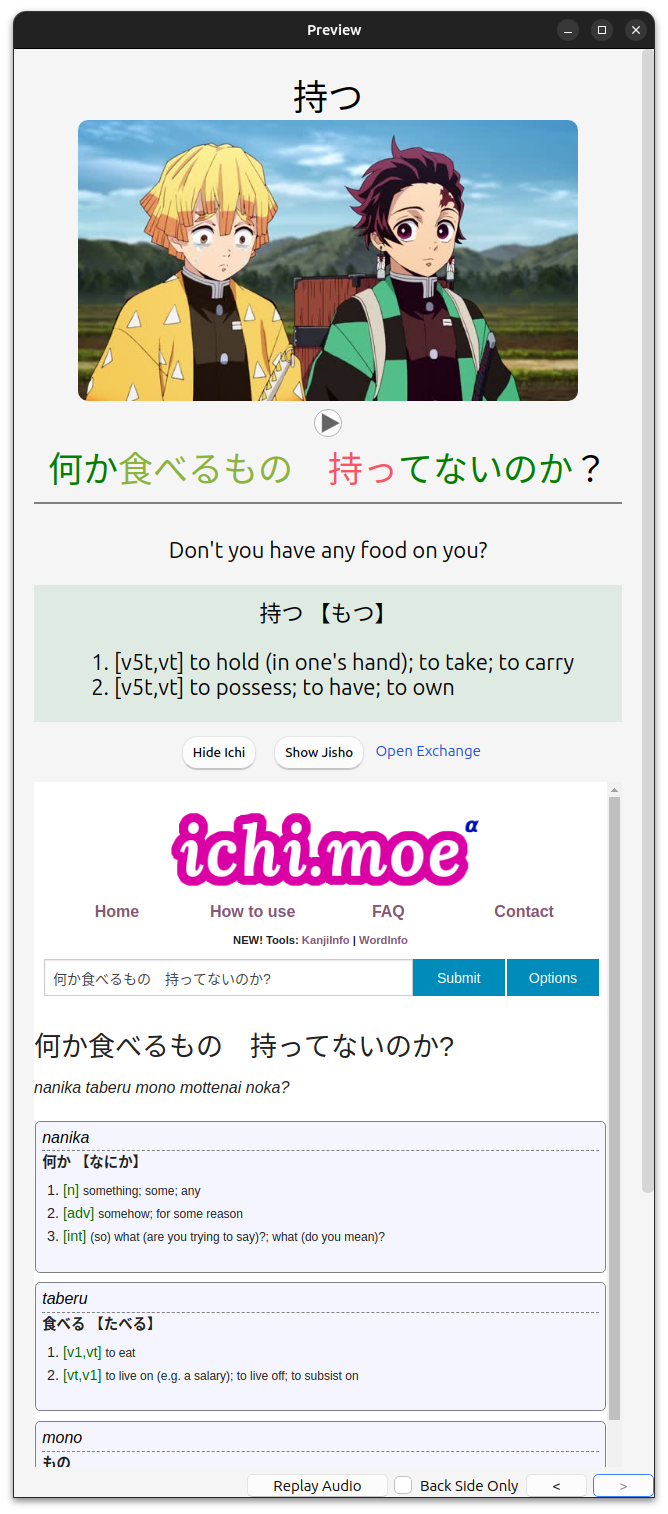 Preview
持つ
何か食べるもの　持ってないのか？
Don't you have any food on you?
持つ 【もつ】
1. [v5t,vt] to hold (in one's hand); to take; to carry
2. [v5t,vt] to possess; to have; to own
Hide Ichi Show Jisho Open Exchange
ichi.moe α
Home How to use FAQ Contact
NEW! Tools: KanjiInfo | WordInfo
何か食べるもの　持ってないのか? Submit Options
何か食べるもの　持ってないのか?
nanika taberu mono mottenai noka?
nanika
何か 【なにか】
1. [n] something; some; any
2. [adv] somehow; for some reason
3. [int] (so) what (are you trying to say)?; what (do you mean)?
taberu
食べる 【たべる】
1. [v1,vt] to eat
2. [vt,v1] to live on (e.g. a salary); to live off; to subsist on
mono
もの
Replay Audio Back Side Only < >